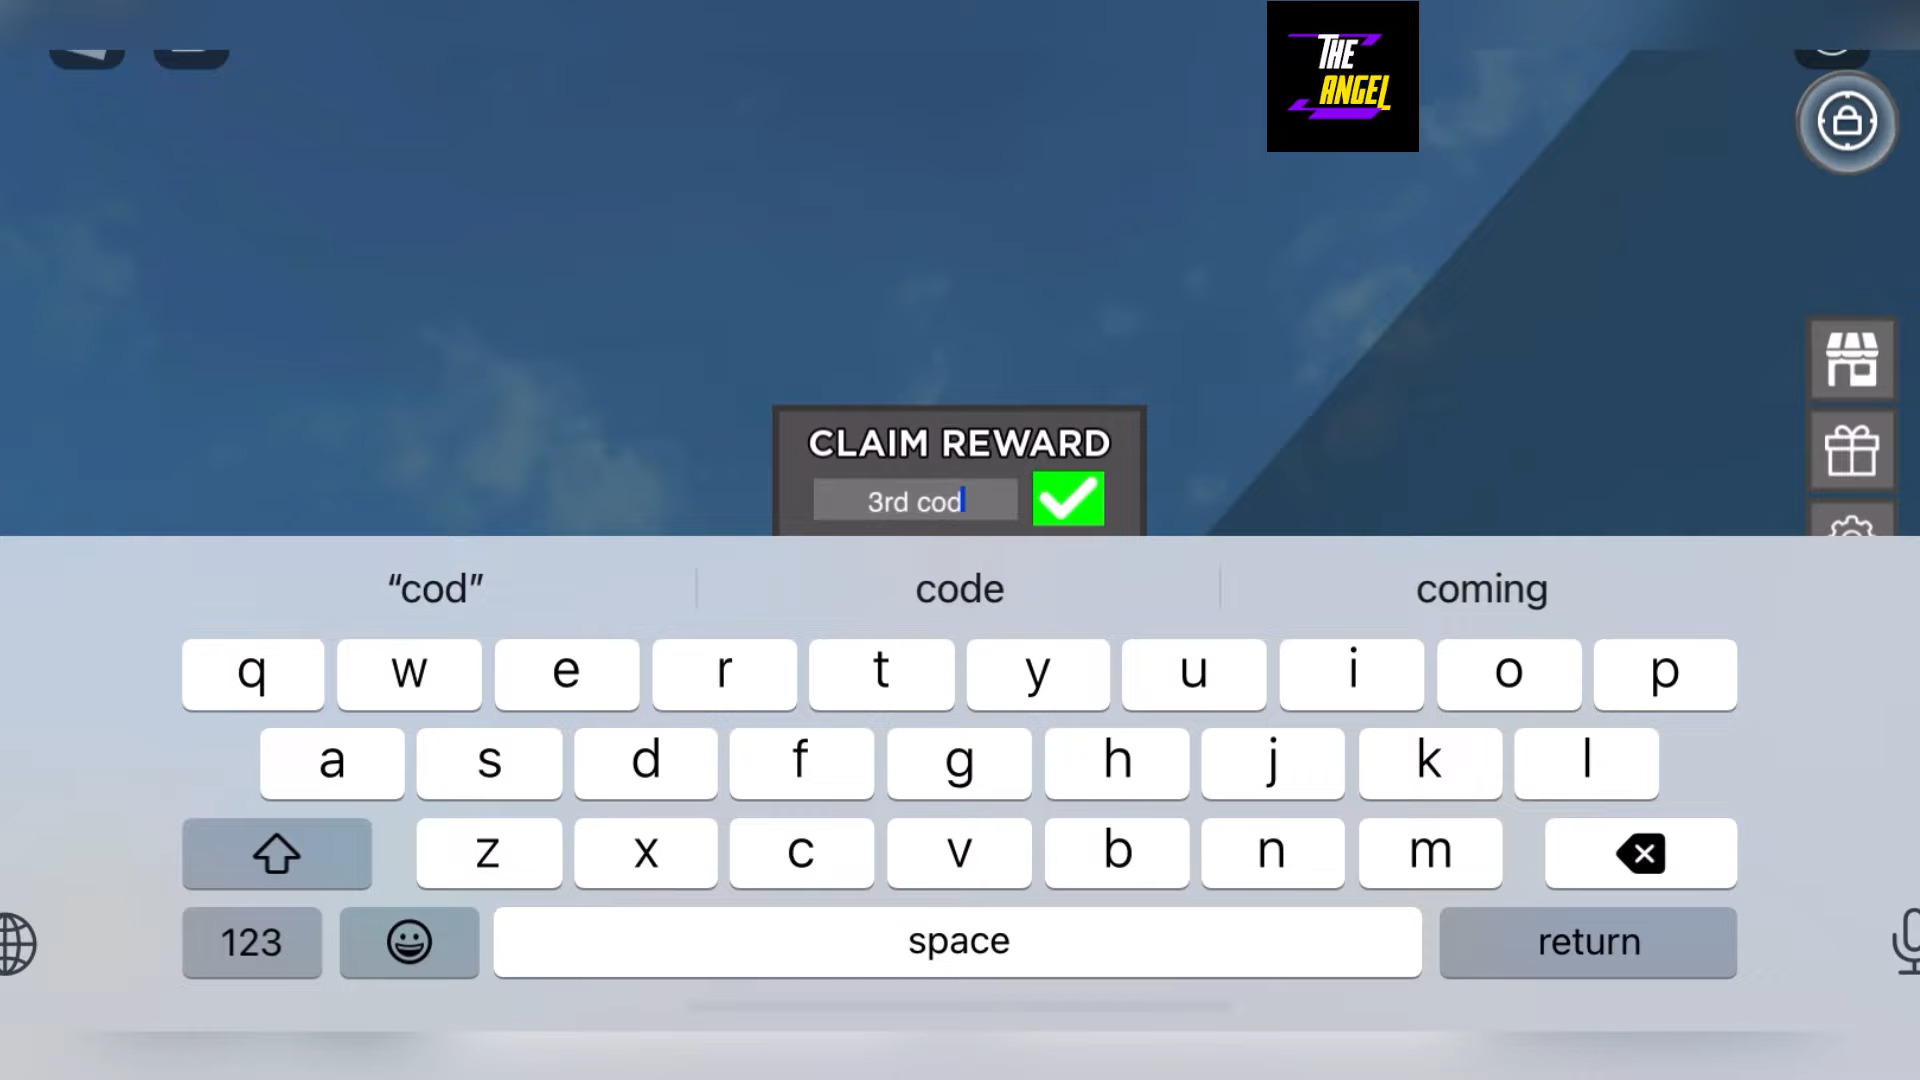 THE
ANGEL
CLAIM REWARD
3rd cod
“cod” code coming
q w e r t y u i o p
a s d f g h j k l
z x c v b n m
123 space return